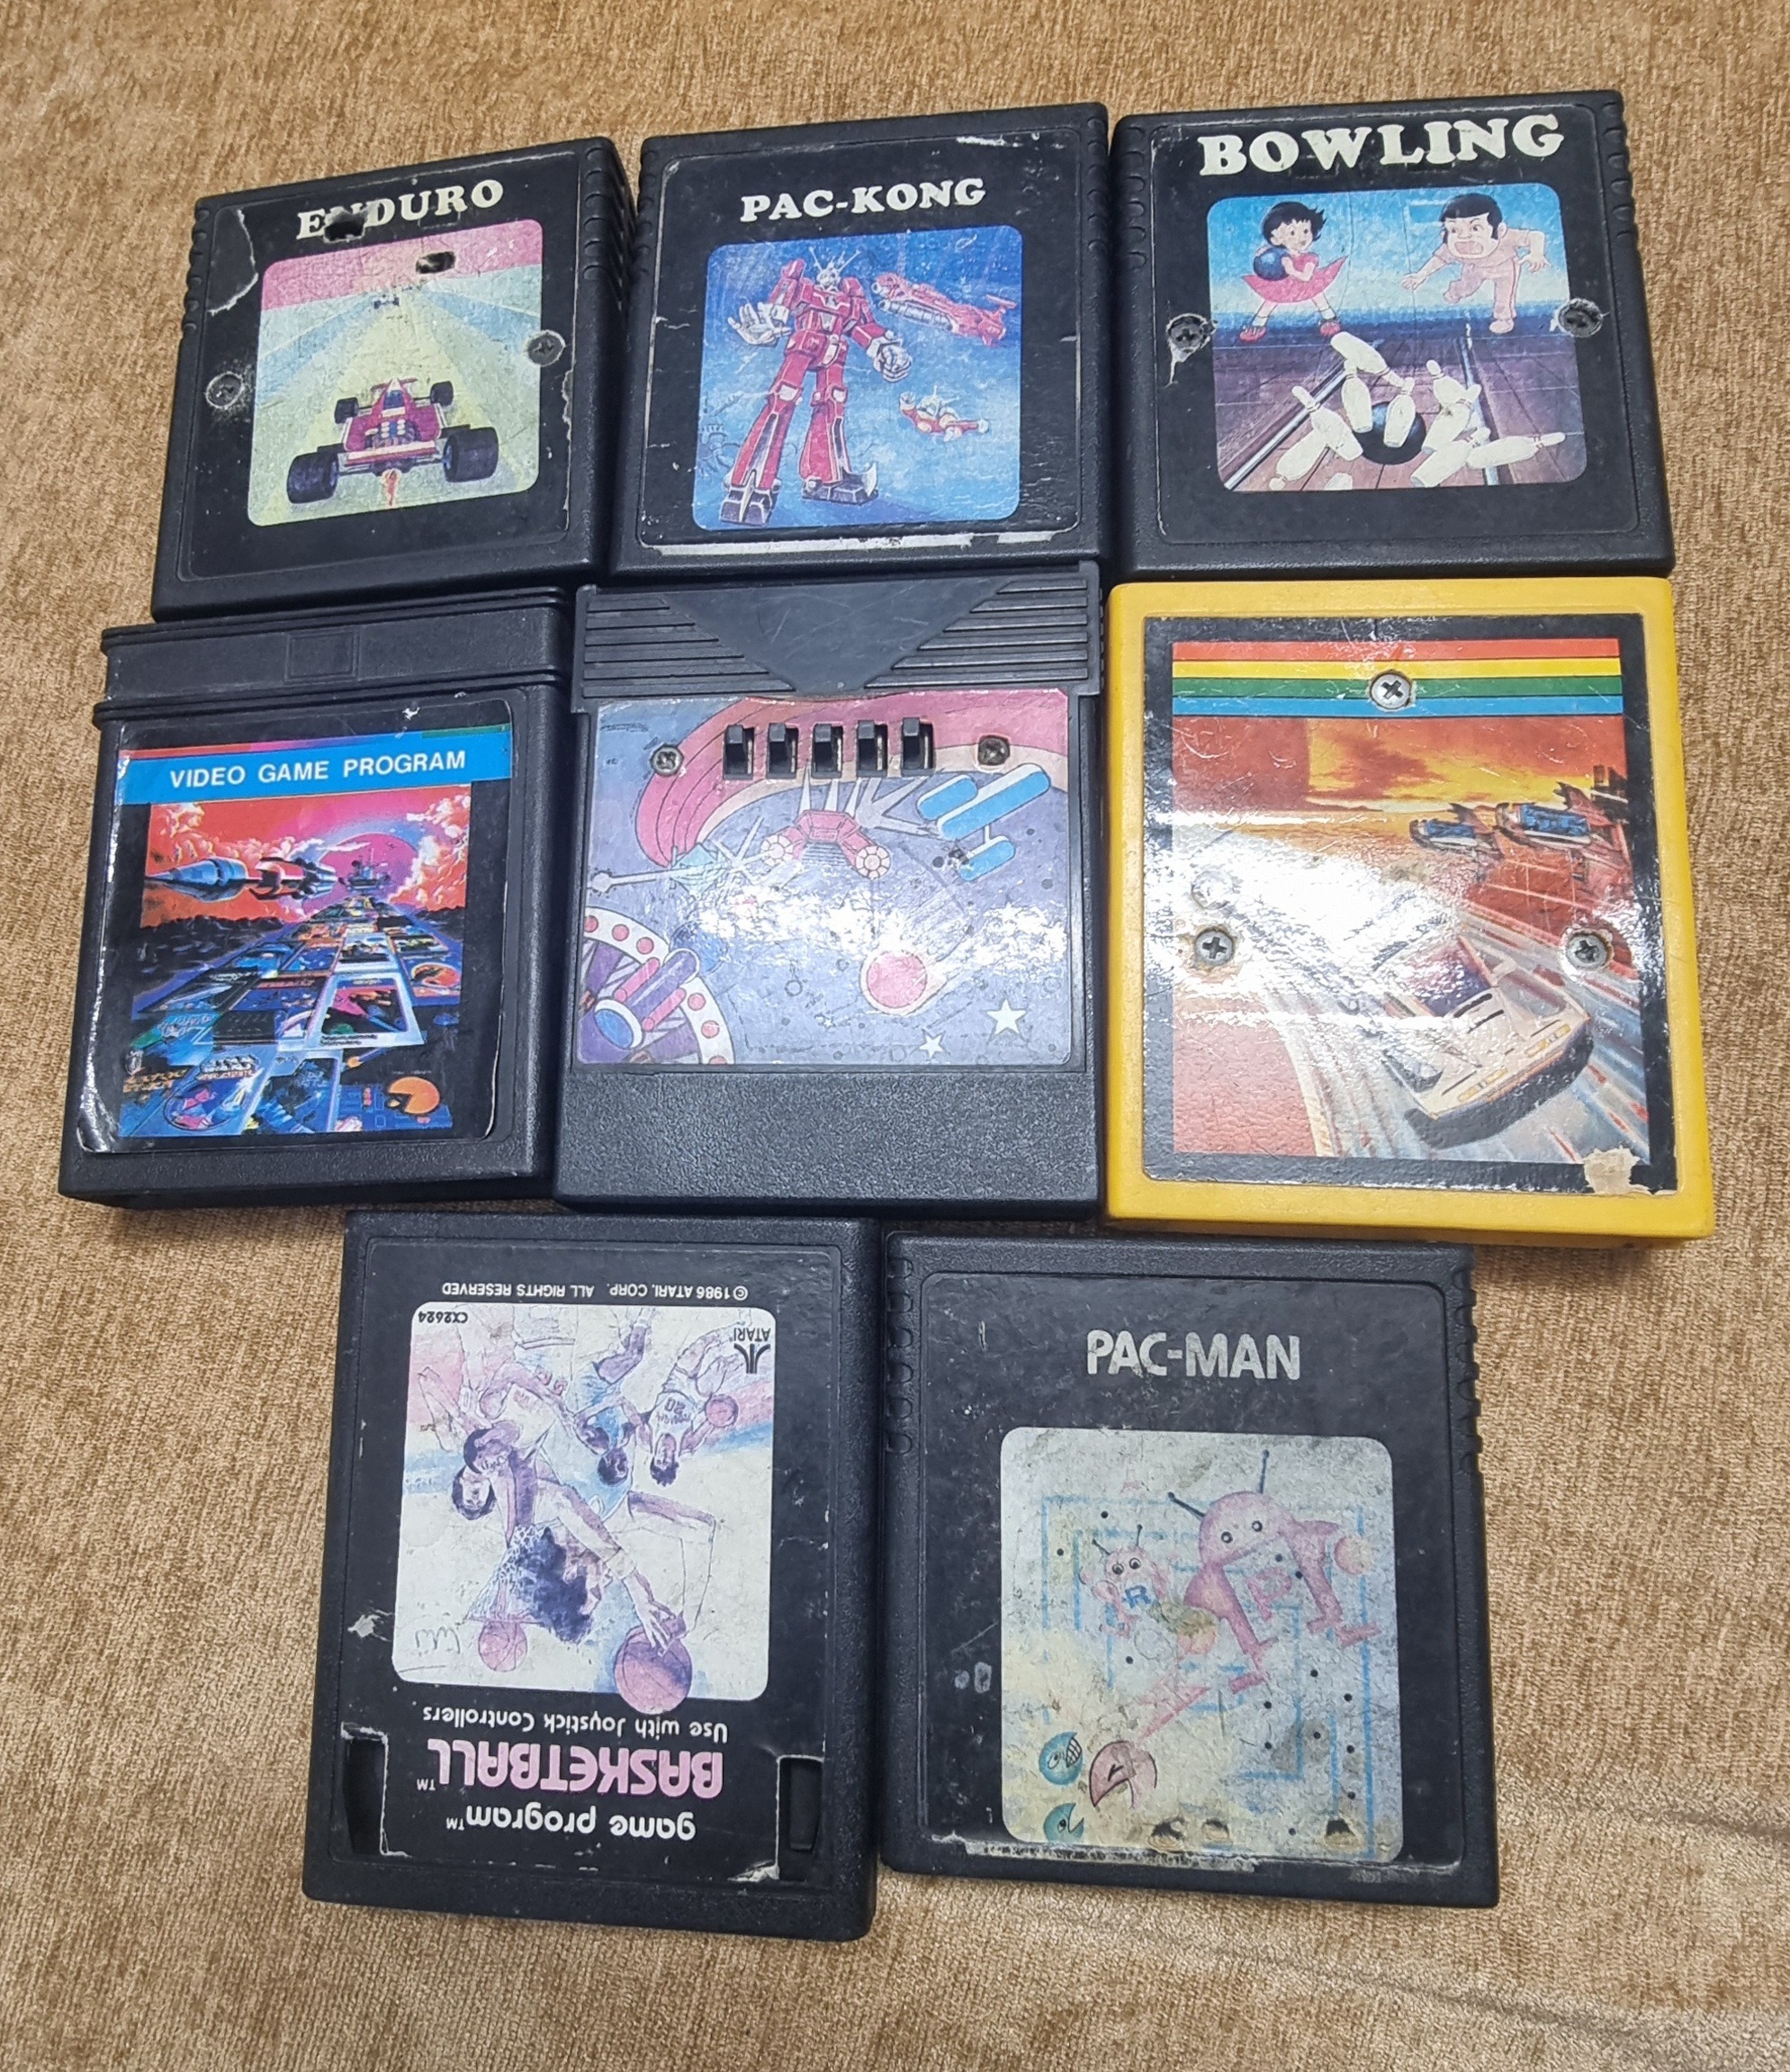 ENDURO
PAC-KONG
BOWLING
VIDEO GAME PROGRAM
game program™
BASKETBALL™
Use with Joystick Controllers
ATARI
CX2624
© 1986 ATARI, CORP. ALL RIGHTS RESERVED
20
PAC-MAN
R
P